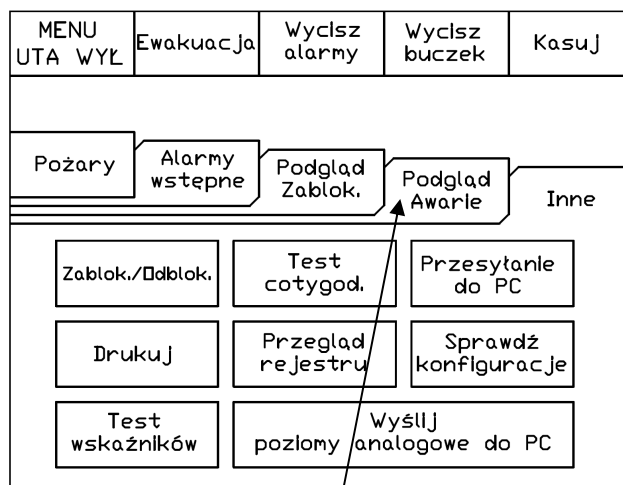 MENU
UTA WYŁ
Ewakuacja
Wycisz
alarmy
Wycisz
buczek
Kasuj
Pożary
Alarmy
wstępne
Podgląd
Zablok.
Podgląd
Awarie
Inne
Zablok./Odblok.
Test
cotygod.
Przesyłanie
do PC
Drukuj
Przegląd
rejestru
Sprawdź
konfiguracje
Test
wskaźników
Wyślij
poziomy analogowe do PC